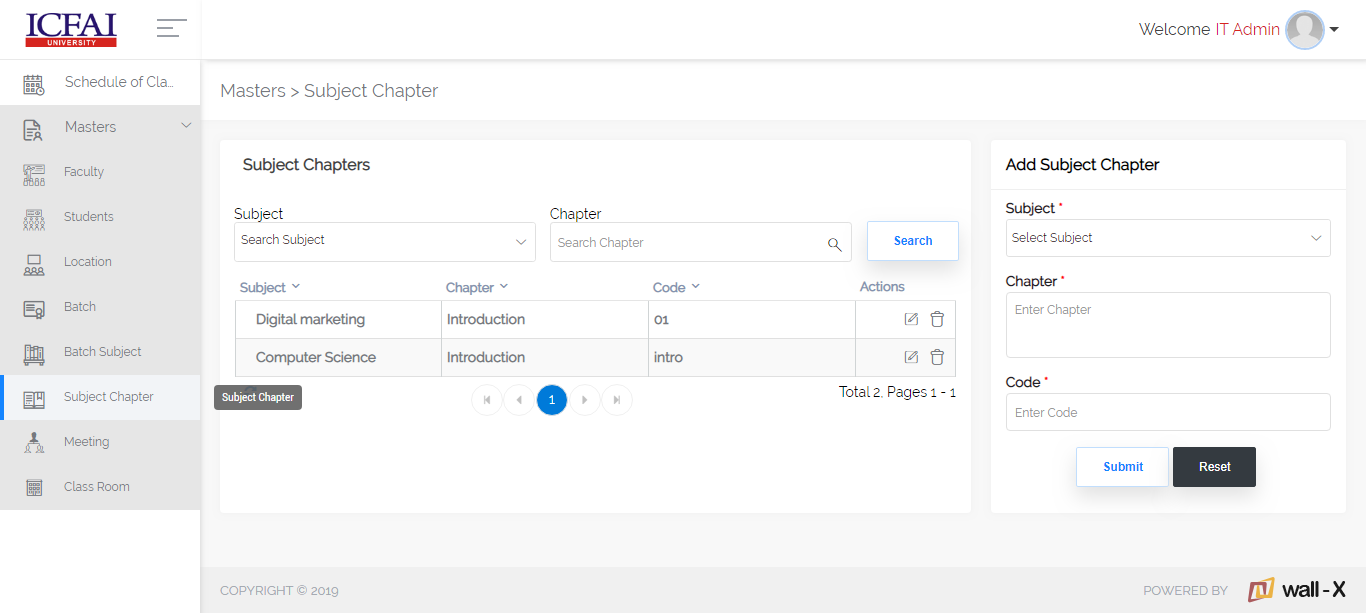 ICFAI
UNIVERSITY
Welcome IT Admin
Schedule of Cla...
Masters
Faculty
Students
Location
Batch
Batch Subject
Subject Chapter
Meeting
Class Room
Masters > Subject Chapter
Subject Chapters
Subject
Chapter
Search Subject
Search Chapter
Search
Subject Chapter Code Actions
Digital marketing Introduction 01
Computer Science Introduction intro
Subject Chapter
1
Total 2, Pages 1 - 1
Add Subject Chapter
Subject *
Select Subject
Chapter *
Enter Chapter
Code *
Enter Code
Submit
Reset
COPYRIGHT © 2019
POWERED BY
wall-X